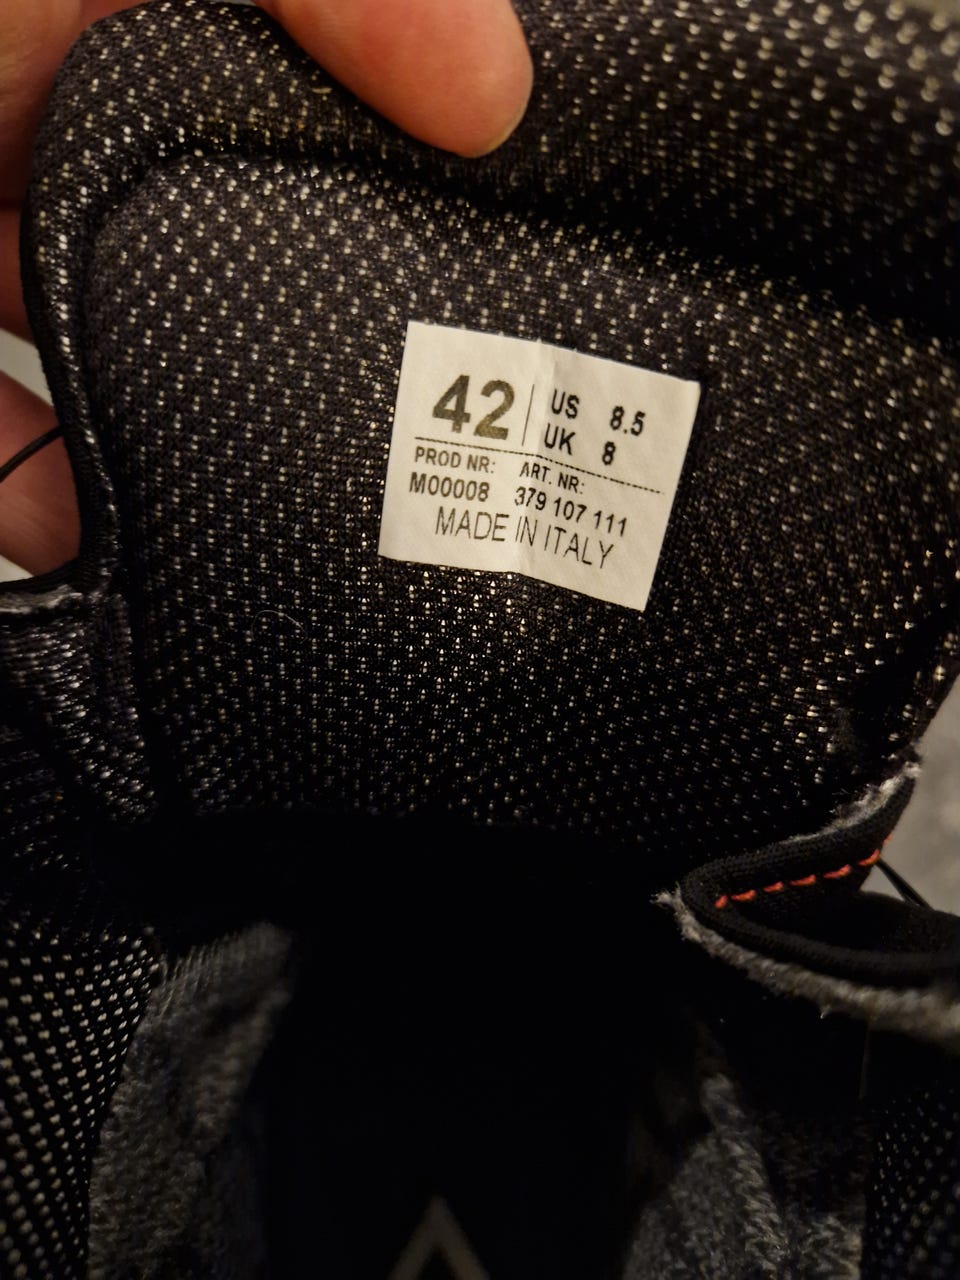 42 US 8.5
UK 8
PROD NR: ART. NR:
M00008 379 107 111
MADE IN ITALY